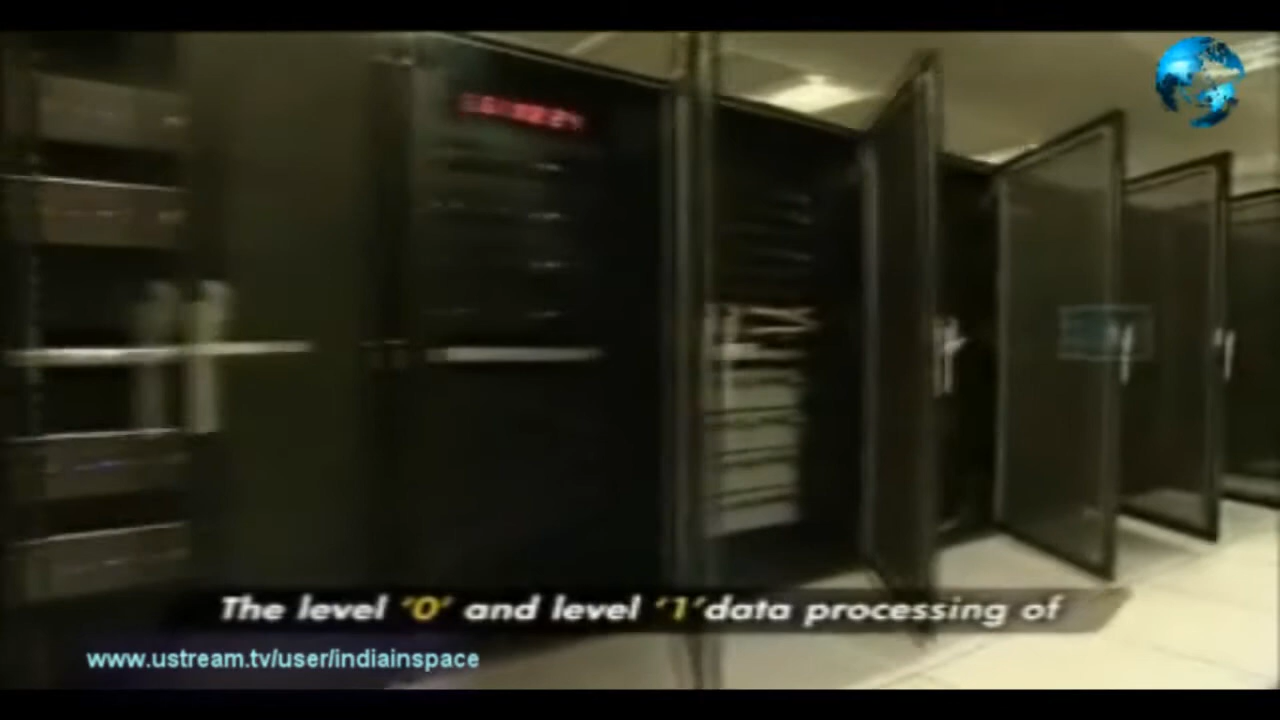 The level '0' and level '1' data processing of
www.ustream.tv/user/indiainspace